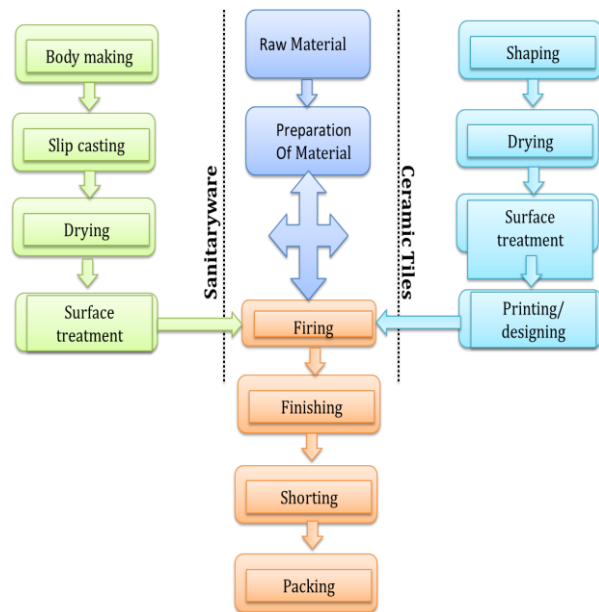 Body making
Slip casting
Drying
Surface
treatment
Sanitaryware
Raw Material
Preparation
Of Material
Firing
Finishing
Shorting
Packing
Ceramic Tiles
Shaping
Drying
Surface
treatment
Printing/
designing